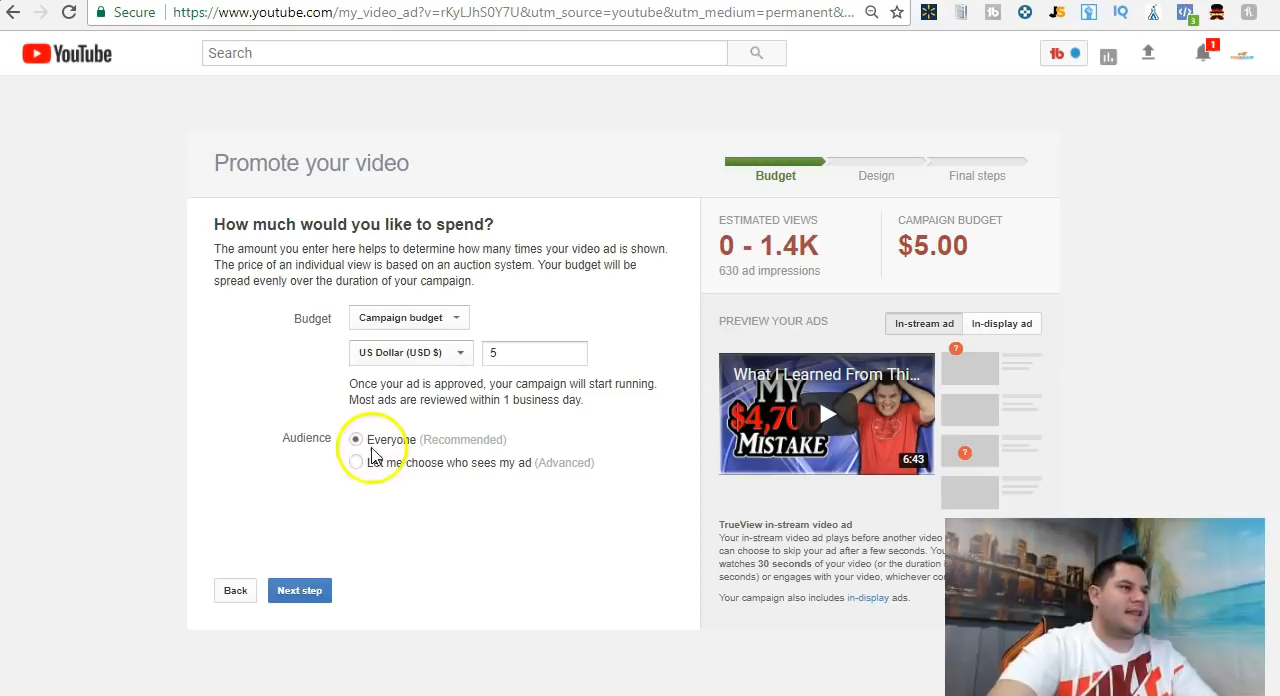 Secure
https://www.youtube.com/my_video_ad?v=rKyLJhS0Y7U&utm_source=youtube&utm_medium=permanent&...
tb
JS
IQ
3
YouTube
Search
tb
1
Promote your video
Budget
Design
Final steps
How much would you like to spend?
The amount you enter here helps to determine how many times your video ad is shown.
The price of an individual view is based on an auction system. Your budget will be
spread evenly over the duration of your campaign.
Budget
Campaign budget
US Dollar (USD $)
5
Once your ad is approved, your campaign will start running.
Most ads are reviewed within 1 business day.
Audience
Everyone (Recommended)
Let me choose who sees my ad (Advanced)
Back
Next step
ESTIMATED VIEWS
0 - 1.4K
630 ad impressions
CAMPAIGN BUDGET
$5.00
PREVIEW YOUR ADS
In-stream ad
In-display ad
?
What I Learned From Thi...
MY
$4,700
MISTAKE
6:43
?
TrueView in-stream video ad
Your in-stream video ad plays before another video
can choose to skip your ad after a few seconds.
watches 30 seconds of your video (or the duration
seconds) or engages with your video, whichever
Your campaign also includes in-display ads.